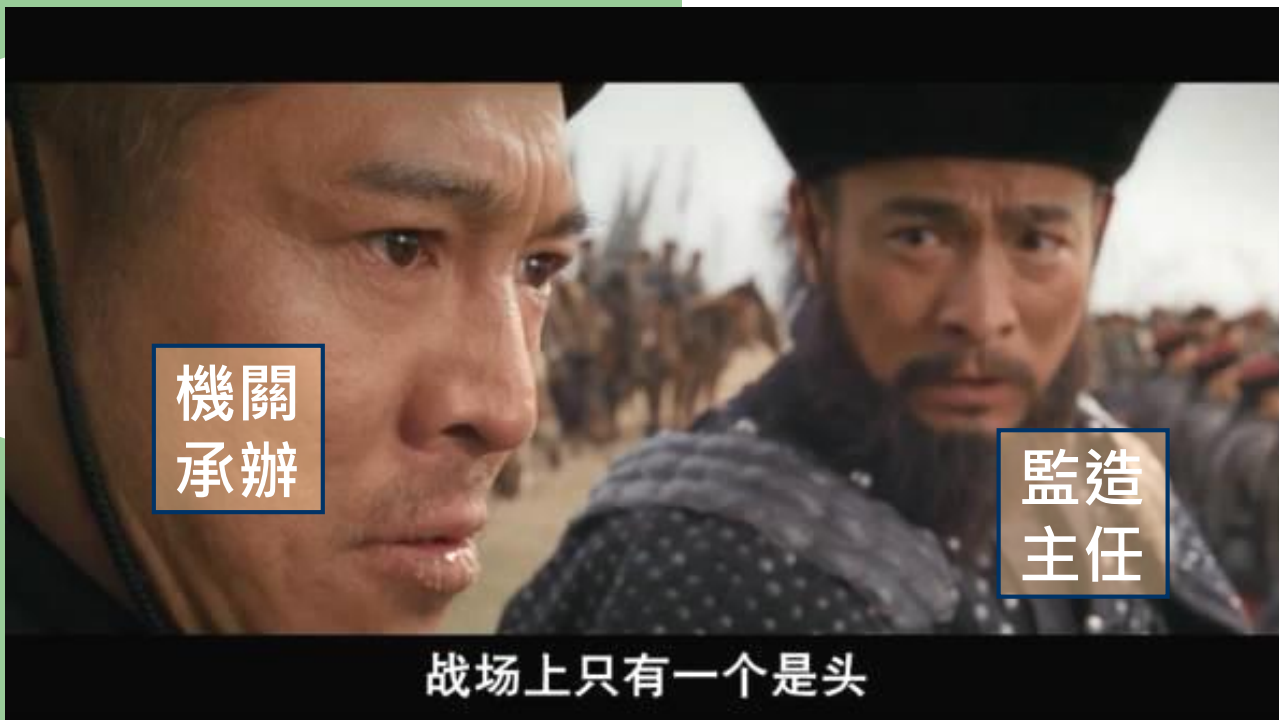 機關
承辦
監造
主任
战场上只有一个是头